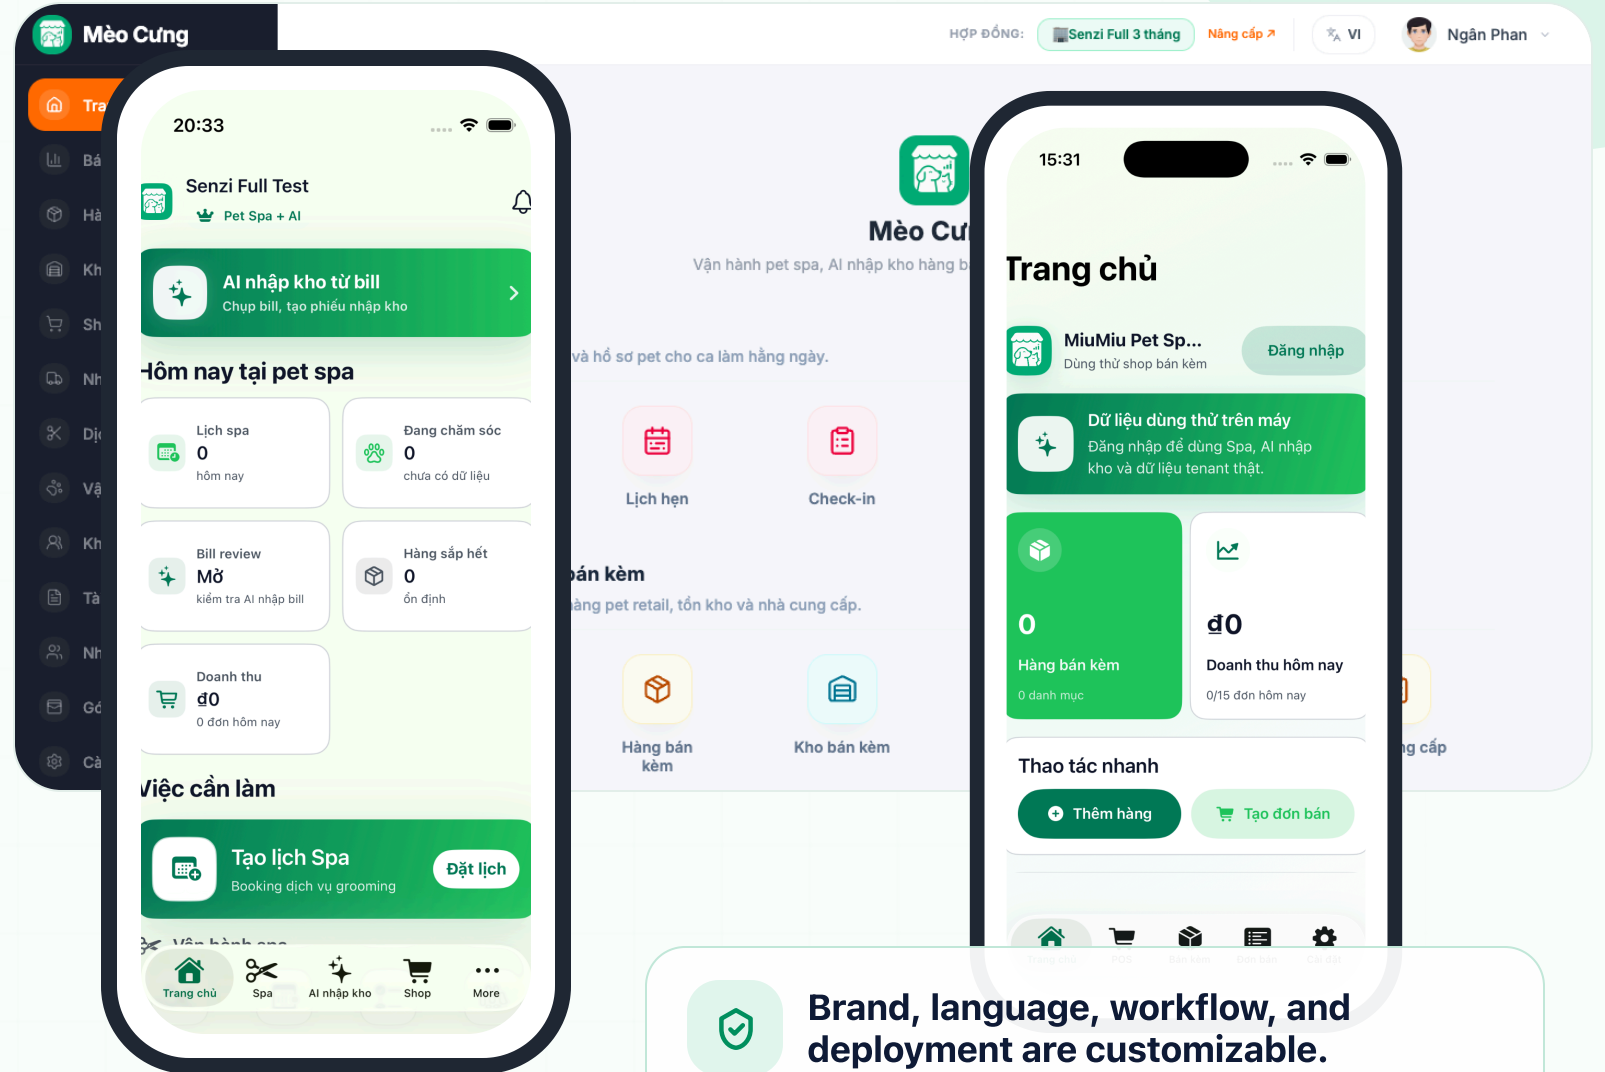 Mèo Cưng
HỢP ĐỒNG:
Senzi Full 3 tháng
Nâng cấp ↗
VI
Ngân Phan
20:33
Senzi Full Test
Pet Spa + AI
AI nhập kho từ bill
Chụp bill, tạo phiếu nhập kho
Hôm nay tại pet spa
Lịch spa
0
hôm nay
Đang chăm sóc
0
chưa có dữ liệu
Bill review
Mở
kiểm tra AI nhập bill
Hàng sắp hết
0
ổn định
Doanh thu
₫0
0 đơn hôm nay
Việc cần làm
Tạo lịch Spa
Booking dịch vụ grooming
Đặt lịch
Vận hành spa
Trang chủ
Spa
AI nhập kho
Shop
More
Mèo Cưn
Vận hành pet spa, AI nhập kho hàng b
và hồ sơ pet cho ca làm hằng ngày.
Lịch hẹn
Check-in
bán kèm
hàng pet retail, tồn kho và nhà cung cấp.
Hàng bán
kèm
Kho bán kèm
ng cấp
15:31
Trang chủ
MiuMiu Pet Sp...
Dùng thử shop bán kèm
Đăng nhập
Dữ liệu dùng thử trên máy
Đăng nhập để dùng Spa, AI nhập
kho và dữ liệu tenant thật.
0
Hàng bán kèm
0 danh mục
₫0
Doanh thu hôm nay
0/15 đơn hôm nay
Thao tác nhanh
Thêm hàng
Tạo đơn bán
Brand, language, workflow, and
deployment are customizable.